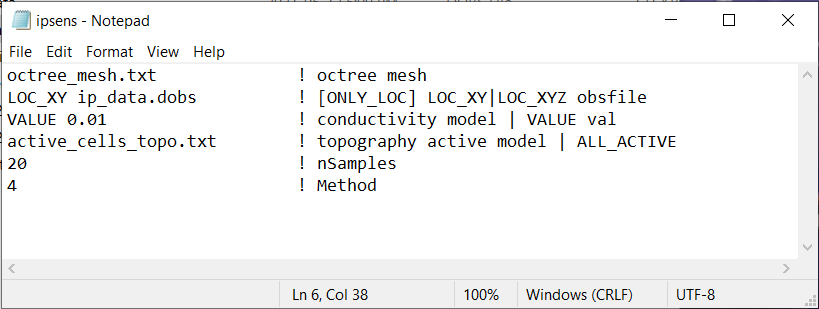 ipsens - Notepad
File Edit Format View Help
octree_mesh.txt ! octree mesh
LOC_XY ip_data.dobs ! [ONLY_LOC] LOC_XY|LOC_XYZ obsfile
VALUE 0.01 ! conductivity model | VALUE val
active_cells_topo.txt ! topography active model | ALL_ACTIVE
20 ! nSamples
4 ! Method
Ln 6, Col 38 100% Windows (CRLF) UTF-8